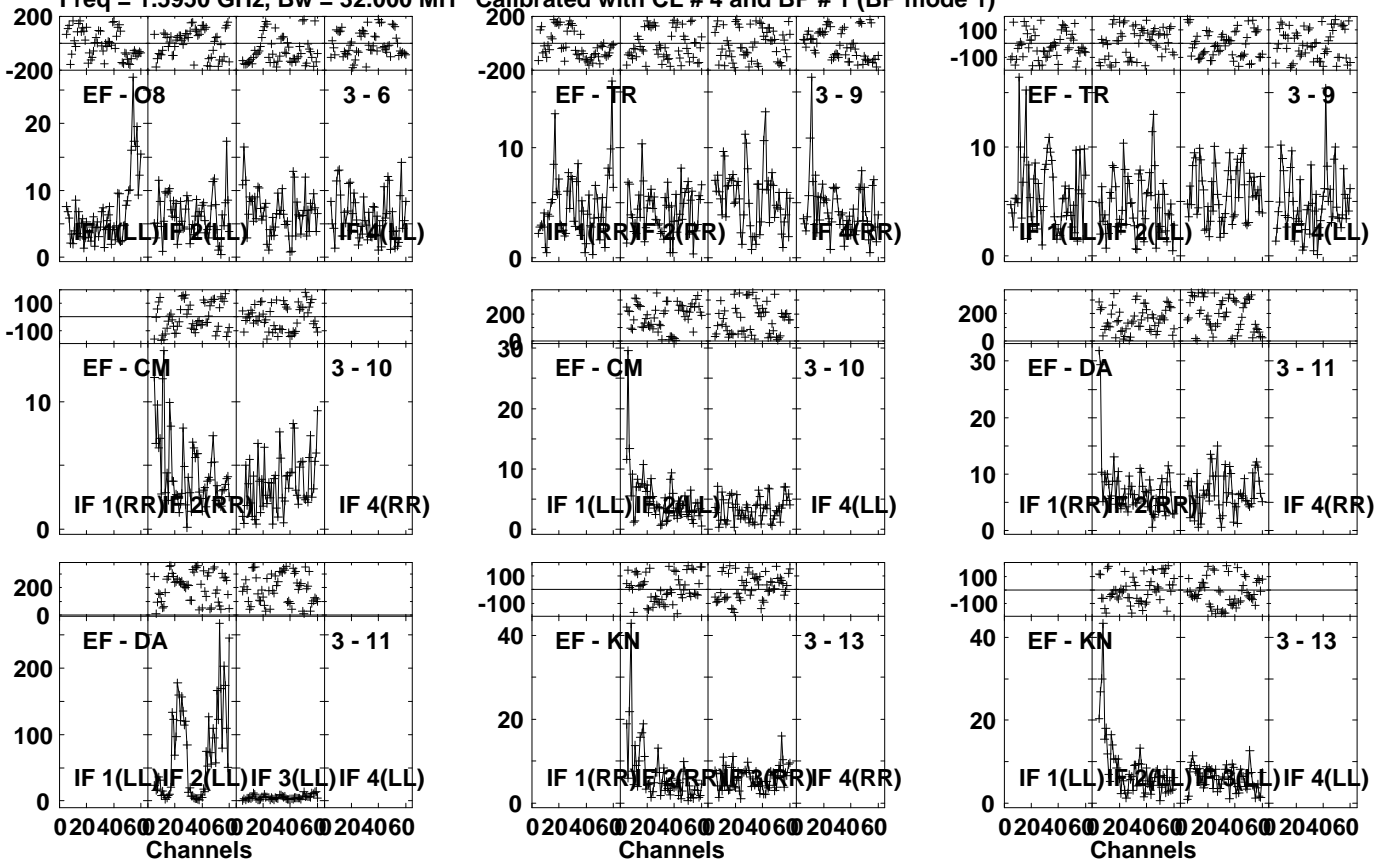 Freq = 1.5950 GHz, Bw = 32.000 MH Calibrated with CL # 4 and BP # 1 (BP mode 1)
200
-200
EF - O8 3 - 6
20
10
0
IF 1(LL) IF 2(LL) IF 4(LL)
200
-200
EF - TR 3 - 9
10
0
IF 1(RR) IF 2(RR) IF 4(RR)
100
-100
EF - TR 3 - 9
10
0
IF 1(LL) IF 2(LL) IF 4(LL)
100
-100
EF - CM 3 - 10
10
0
IF 1(RR) IF 2(RR) IF 4(RR)
200
0
EF - CM 3 - 10
30
20
10
0
IF 1(LL) IF 2(LL) IF 4(LL)
200
0
EF - DA 3 - 11
30
20
10
0
IF 1(RR) IF 2(RR) IF 4(RR)
200
0
EF - DA 3 - 11
200
100
0
IF 1(LL) IF 2(LL) IF 3(LL) IF 4(LL)
0 20 40 60 0 20 40 60 0 20 40 60 0 20 40 60
Channels
100
-100
EF - KN 3 - 13
40
20
0
IF 1(RR) IF 2(RR) IF 3(RR) IF 4(RR)
0 20 40 60 0 20 40 60 0 20 40 60 0 20 40 60
Channels
100
-100
EF - KN 3 - 13
40
20
0
IF 1(LL) IF 2(LL) IF 3(LL) IF 4(LL)
0 20 40 60 0 20 40 60 0 20 40 60 0 20 40 60
Channels